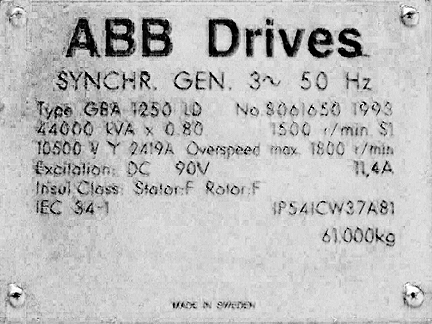 ABB Drives
SYNCHR. GEN. 3~ 50 Hz
Type GBA 1250 LD No. 8061650 1993
44000 kVA x 0.80 1500 r/min. S1
10500 V Y 2419A Overspeed max. 1800 r/min
Excitation: DC 90V 11,4A
Insul Class: Stator:F Rotor:F
IEC 34-1 IP54ICW37A81
61.000kg
MADE IN SWEDEN